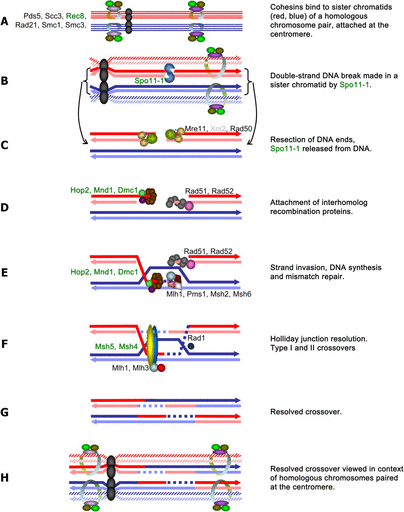 A
Pds5, Scc3, Rec8,
Rad21, Smc1, Smc3,
Cohesins bind to sister chromatids
(red, blue) of a homologous
chromosome pair, attached at the
centromere.
B
Spo11-1
Double-strand DNA break made in a
sister chromatid by Spo11-1.
C
Mre11, Xrs2, Rad50
Resection of DNA ends,
Spo11-1 released from DNA.
D
Hop2, Mnd1, Dmc1
Rad51, Rad52
Attachment of interhomolog
recombination proteins.
E
Rad51, Rad52
Hop2, Mnd1, Dmc1
Mlh1, Pms1, Msh2, Msh6
Strand invasion, DNA synthesis
and mismatch repair.
F
Msh5, Msh4
Rad1
Mlh1, Mlh3
Holliday junction resolution.
Type I and II crossovers
G
Resolved crossover.
H
Resolved crossover viewed in context
of homologous chromosomes paired
at the centromere.